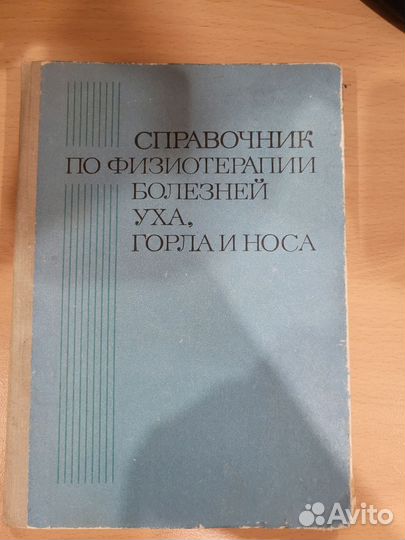 СПРАВОЧНИК
ПО ФИЗИОТЕРАПИИ
БОЛЕЗНЕЙ
УХА,
ГОРЛА И НОСА
Avito